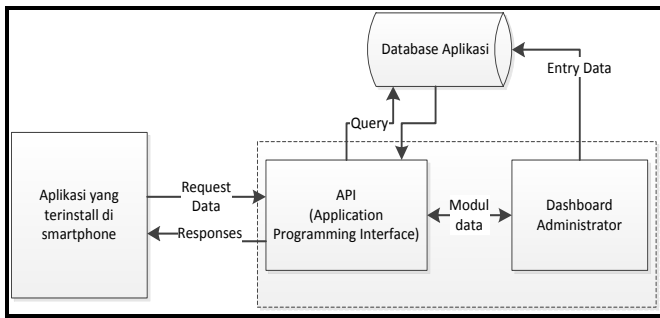 Database Aplikasi
Entry Data
Query
Aplikasi yang
terinstall di
smartphone
Request
Data
Responses
API
(Application
Programming Interface)
Modul
data
Dashboard
Administrator